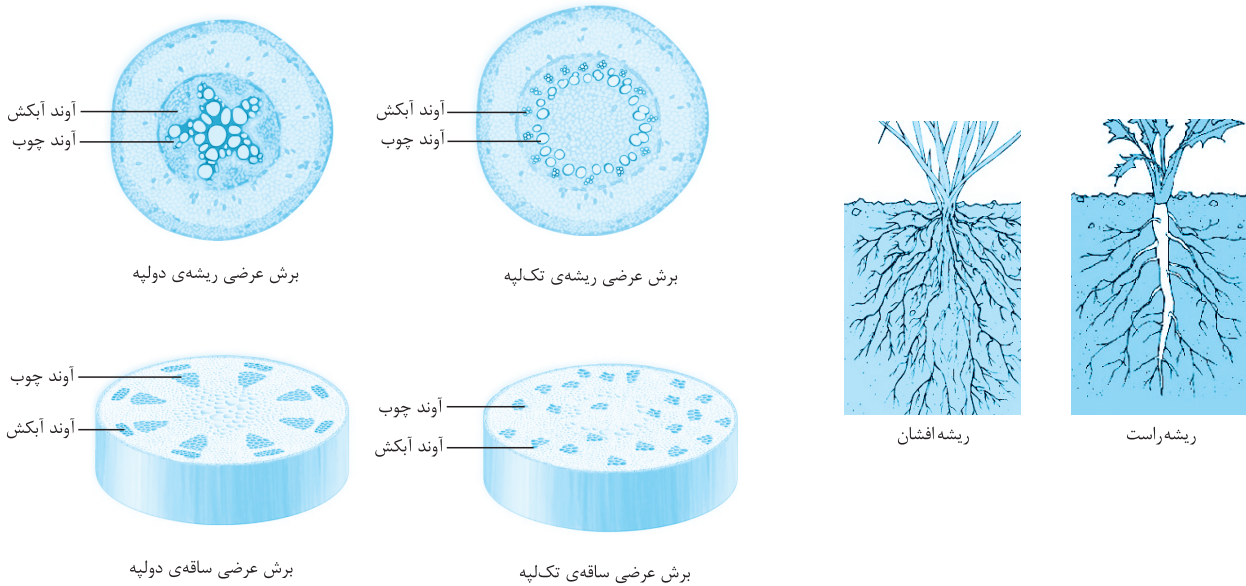 آوند آبکش
آوند چوب
برش عرضی ریشه‌ی دولپه
آوند آبکش
آوند چوب
برش عرضی ریشه‌ی تک‌لپه
آوند چوب
آوند آبکش
برش عرضی ساقه‌ی دولپه
آوند چوب
آوند آبکش
برش عرضی ساقه‌ی تک‌لپه
ریشه افشان
ریشه راست